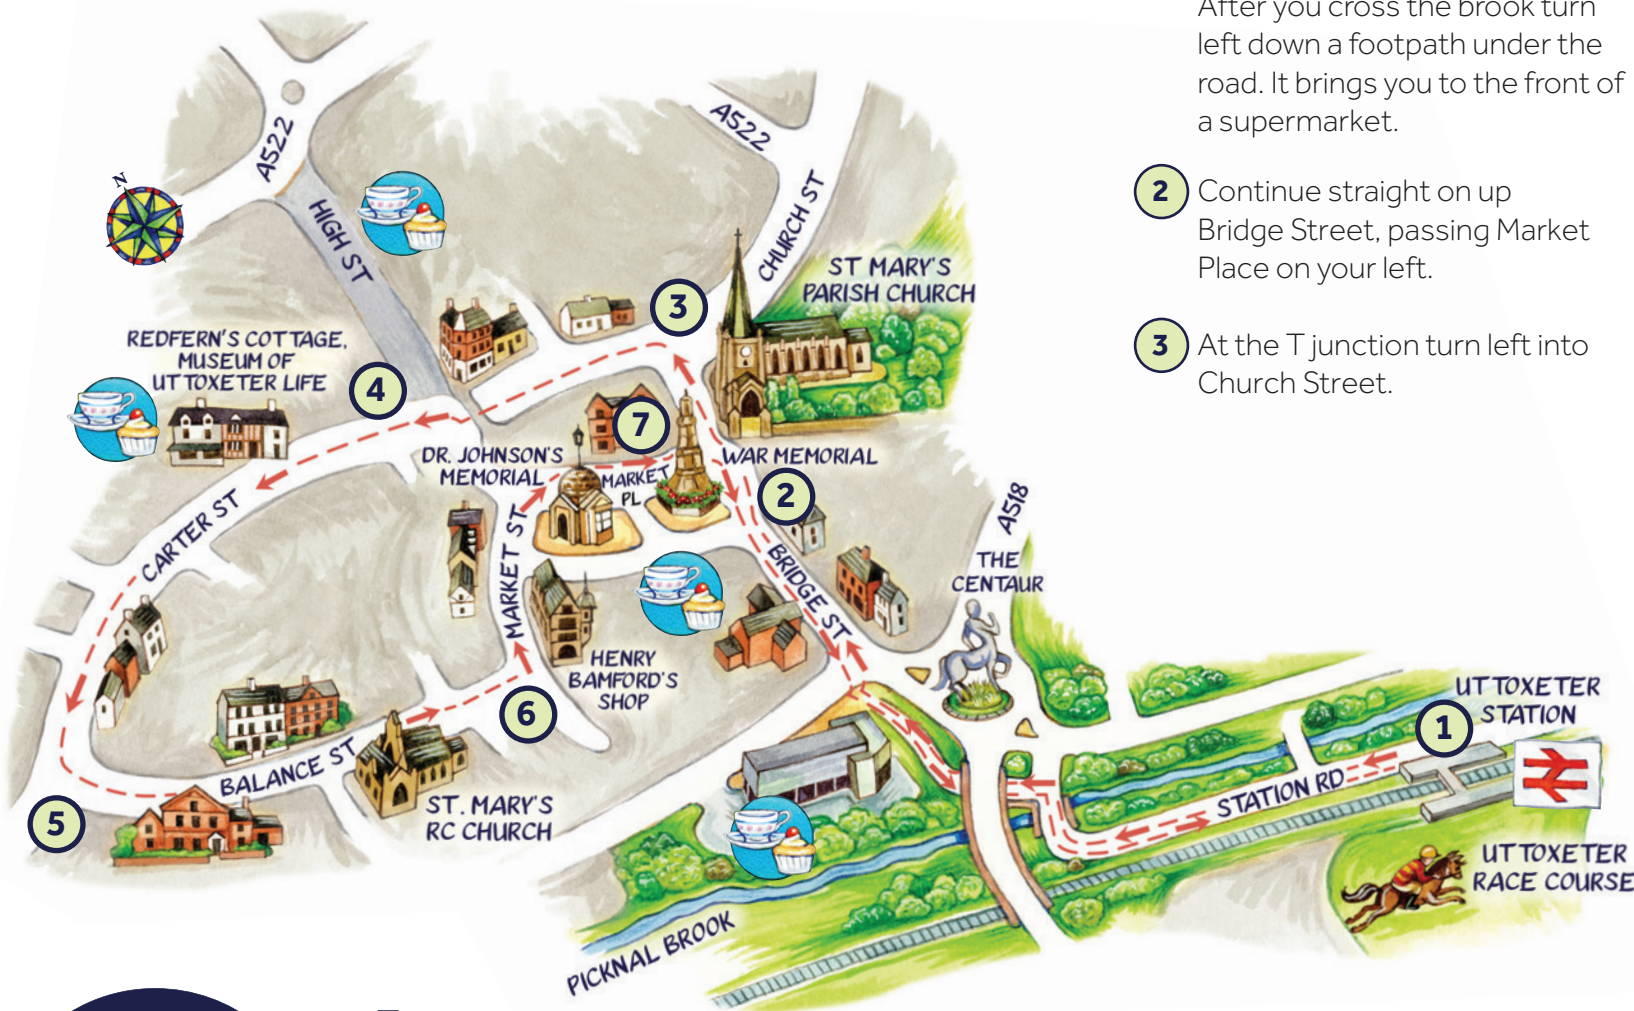 After you cross the brook turn
left down a footpath under the
road. It brings you to the front of
a supermarket.
2 Continue straight on up
Bridge Street, passing Market
Place on your left.
3 At the T junction turn left into
Church Street.
A522
A522
N
HIGH ST
CHURCH ST
ST MARY'S
PARISH CHURCH
3
REDFERN'S COTTAGE,
MUSEUM OF
UTTOXETER LIFE
4
7
DR. JOHNSON'S
MEMORIAL
MARKET
PL
WAR MEMORIAL
2
A518
CARTER ST
MARKET ST
BRIDGE ST
THE
CENTAUR
HENRY
BAMFORD'S
SHOP
6
UTTOXETER
STATION
1
STATION RD
BALANCE ST
ST. MARY'S
RC CHURCH
5
UTTOXETER
RACE COURSE
PICKNAL BROOK